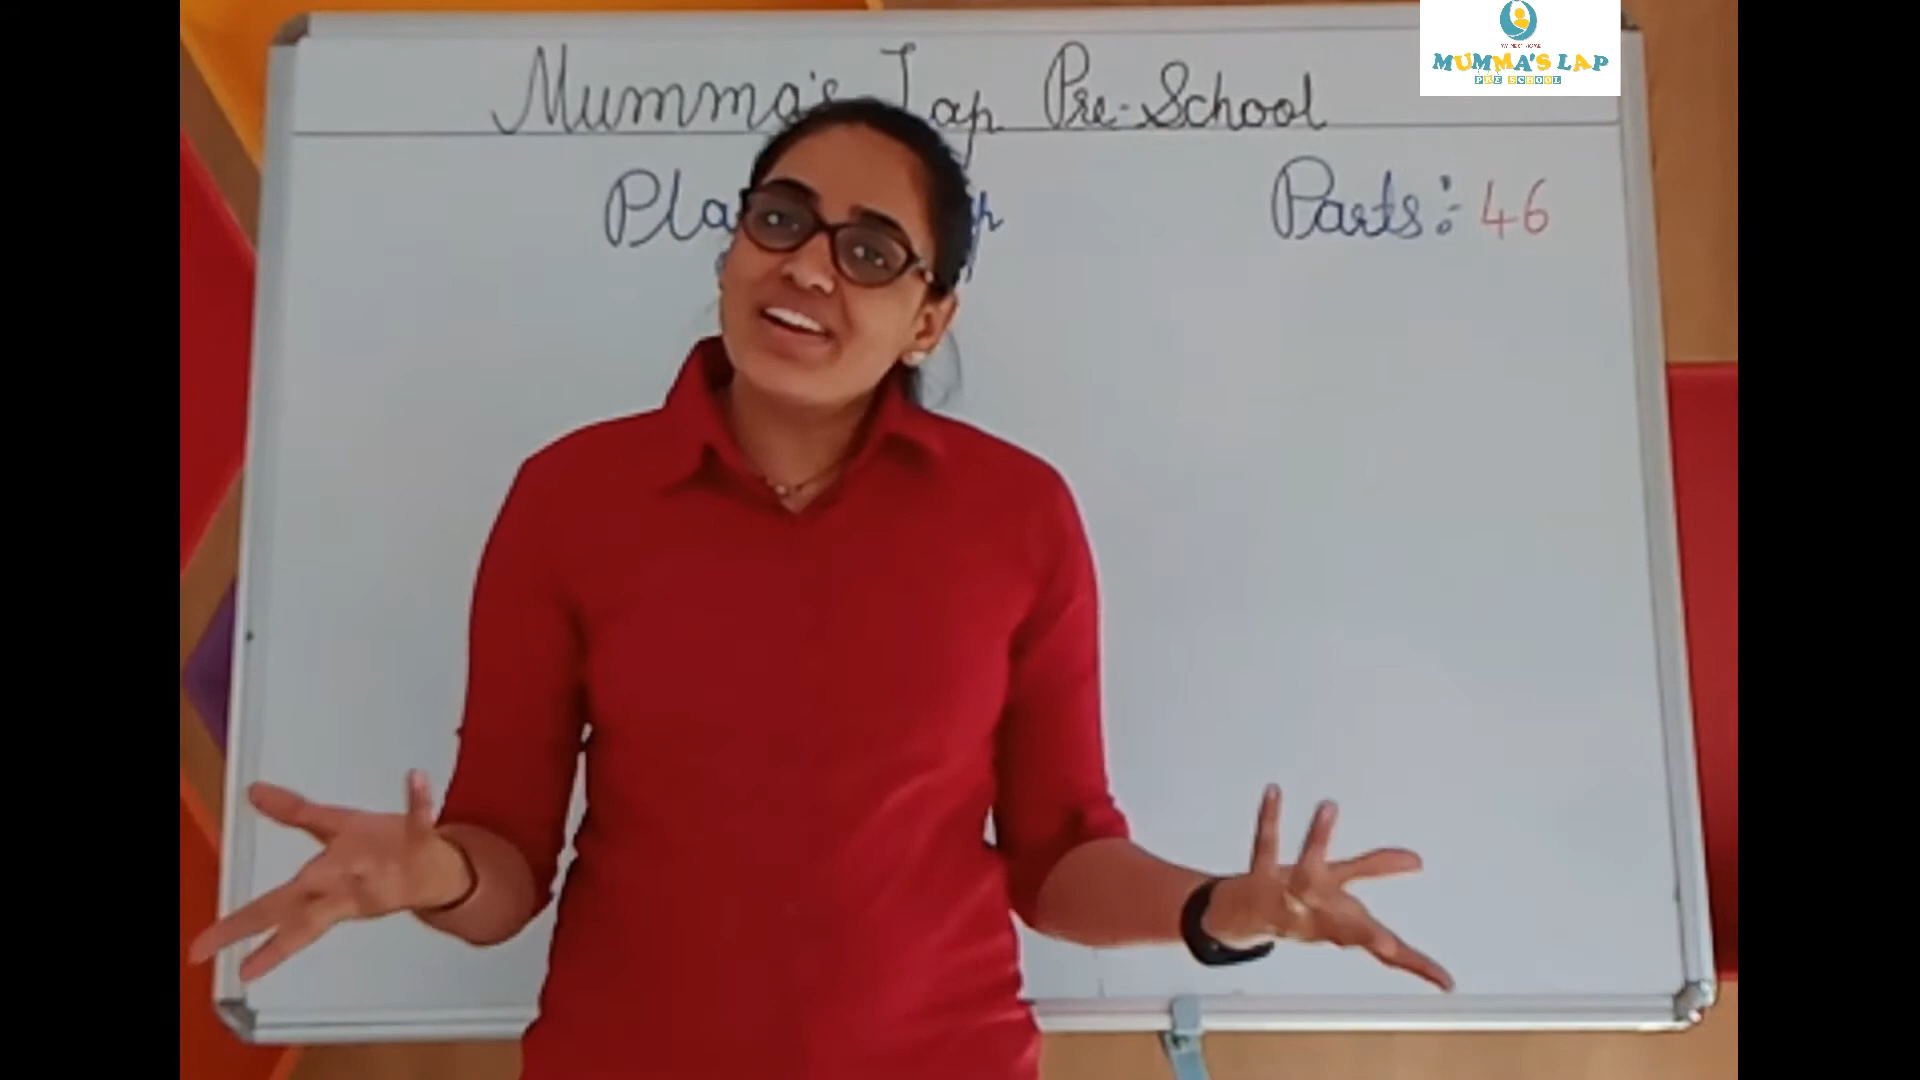 Mumma's Lap Pre-School
Parts:- 46
MUMMA'S LAP
PRE SCHOOL